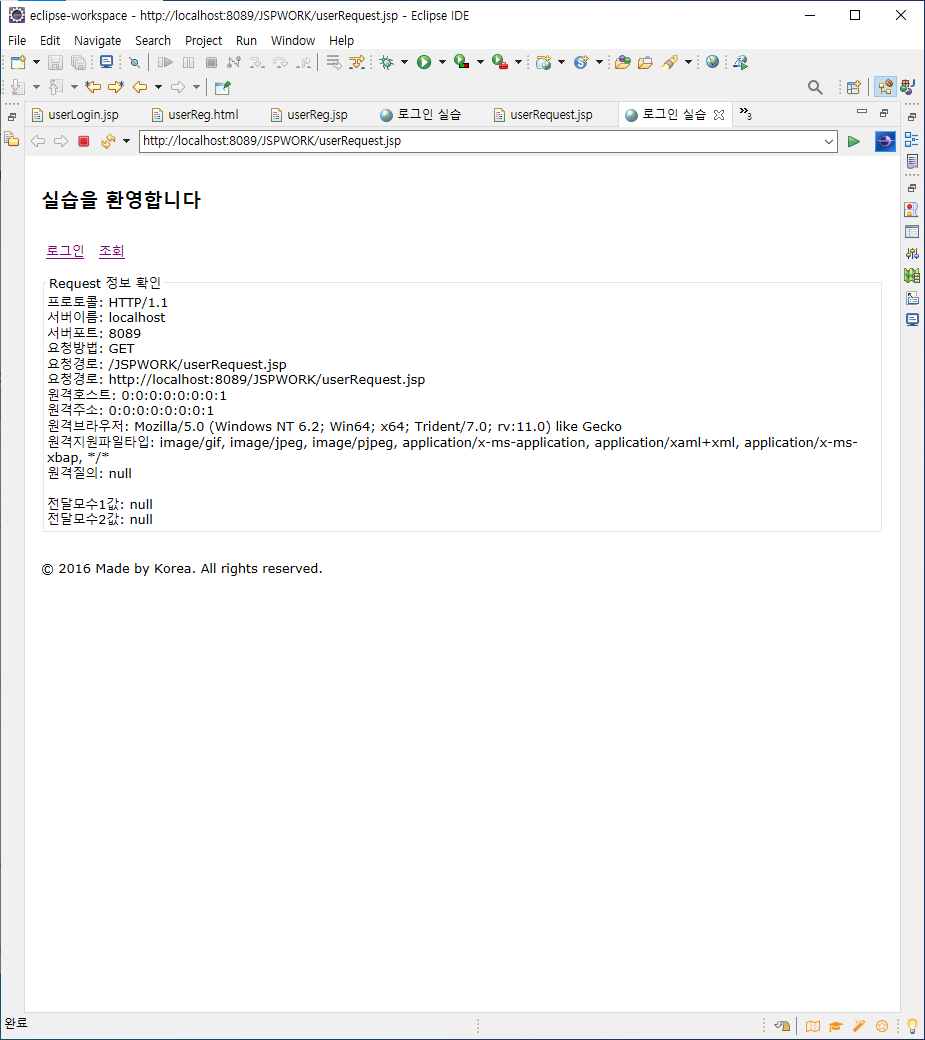 eclipse-workspace - http://localhost:8089/JSPWORK/userRequest.jsp - Eclipse IDE
File Edit Navigate Search Project Run Window Help
userLogin.jsp userReg.html userReg.jsp 로그인 실습 userRequest.jsp 로그인 실습 »3
http://localhost:8089/JSPWORK/userRequest.jsp
실습을 환영합니다
로그인 조회
Request 정보 확인
프로토콜: HTTP/1.1
서버이름: localhost
서버포트: 8089
요청방법: GET
요청경로: /JSPWORK/userRequest.jsp
요청경로: http://localhost:8089/JSPWORK/userRequest.jsp
원격호스트: 0:0:0:0:0:0:0:1
원격주소: 0:0:0:0:0:0:0:1
원격브라우저: Mozilla/5.0 (Windows NT 6.2; Win64; x64; Trident/7.0; rv:11.0) like Gecko
원격지원파일타입: image/gif, image/jpeg, image/pjpeg, application/x-ms-application, application/xaml+xml, application/x-ms-
xbap, */*
원격질의: null
전달모수1값: null
전달모수2값: null
© 2016 Made by Korea. All rights reserved.
완료